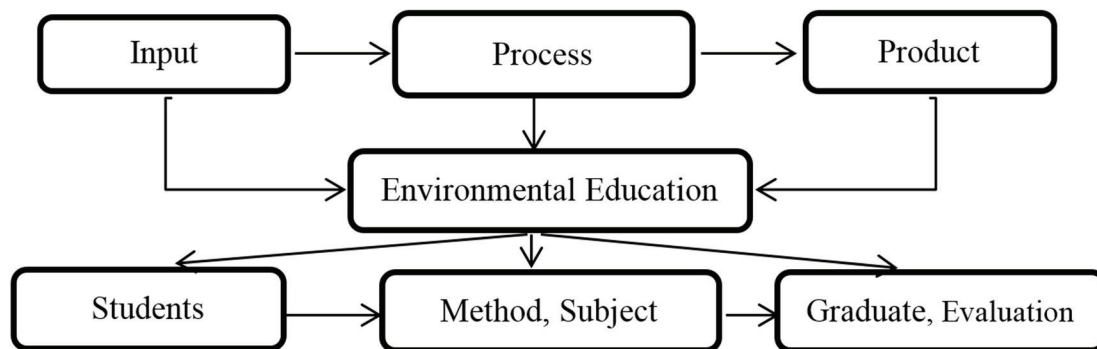 Input
Process
Product
Environmental Education
Students
Method, Subject
Graduate, Evaluation